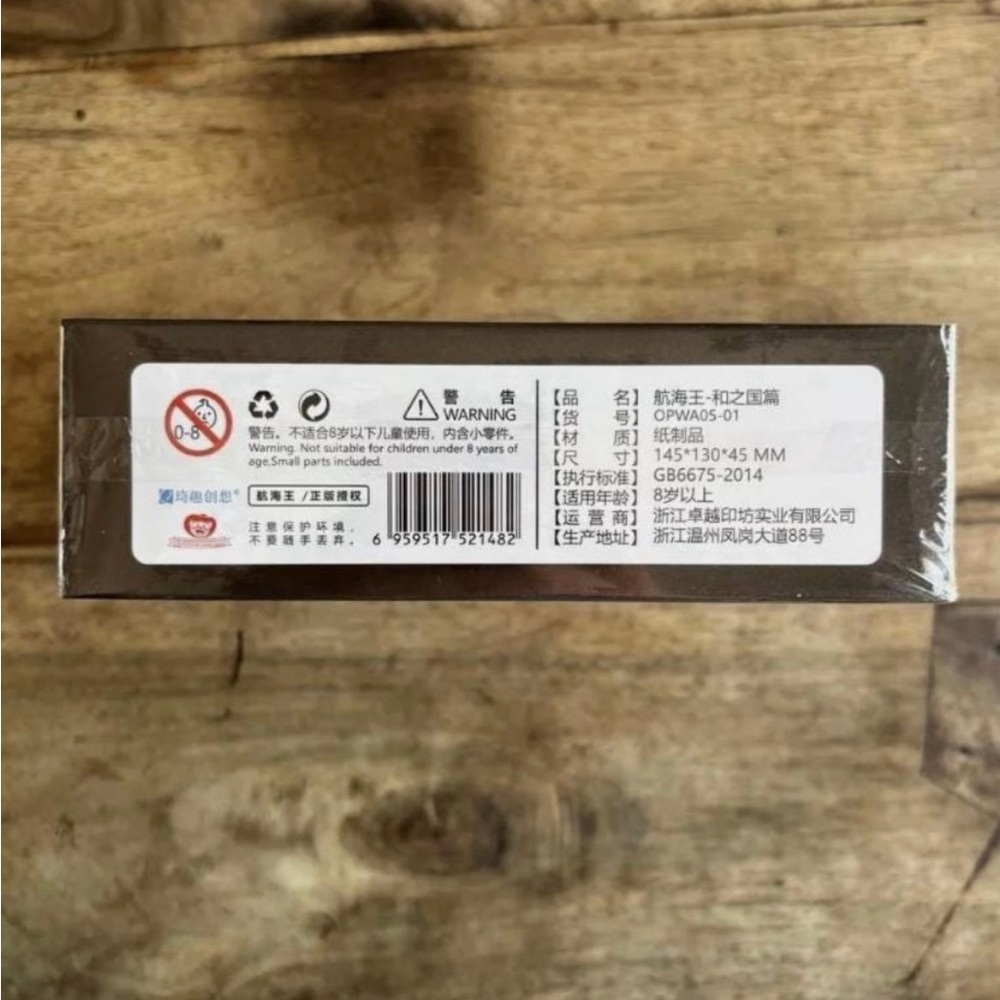 0-8
警 告
WARNING
警告。不适合8岁以下儿童使用，内含小零件。
Warning. Not suitable for children under 8 years of
age.Small parts included.
琦趣创想®
航海王 /正版授权
注意保护环境，
不要随手丢弃。
6 959517 521482
【品 名】航海王-和之国篇
【货 号】OPWA05-01
【材 质】纸制品
【尺 寸】145*130*45 MM
【执行标准】GB6675-2014
【适用年龄】8岁以上
【运 营 商】浙江卓越印坊实业有限公司
【生产地址】浙江温州凤岗大道88号